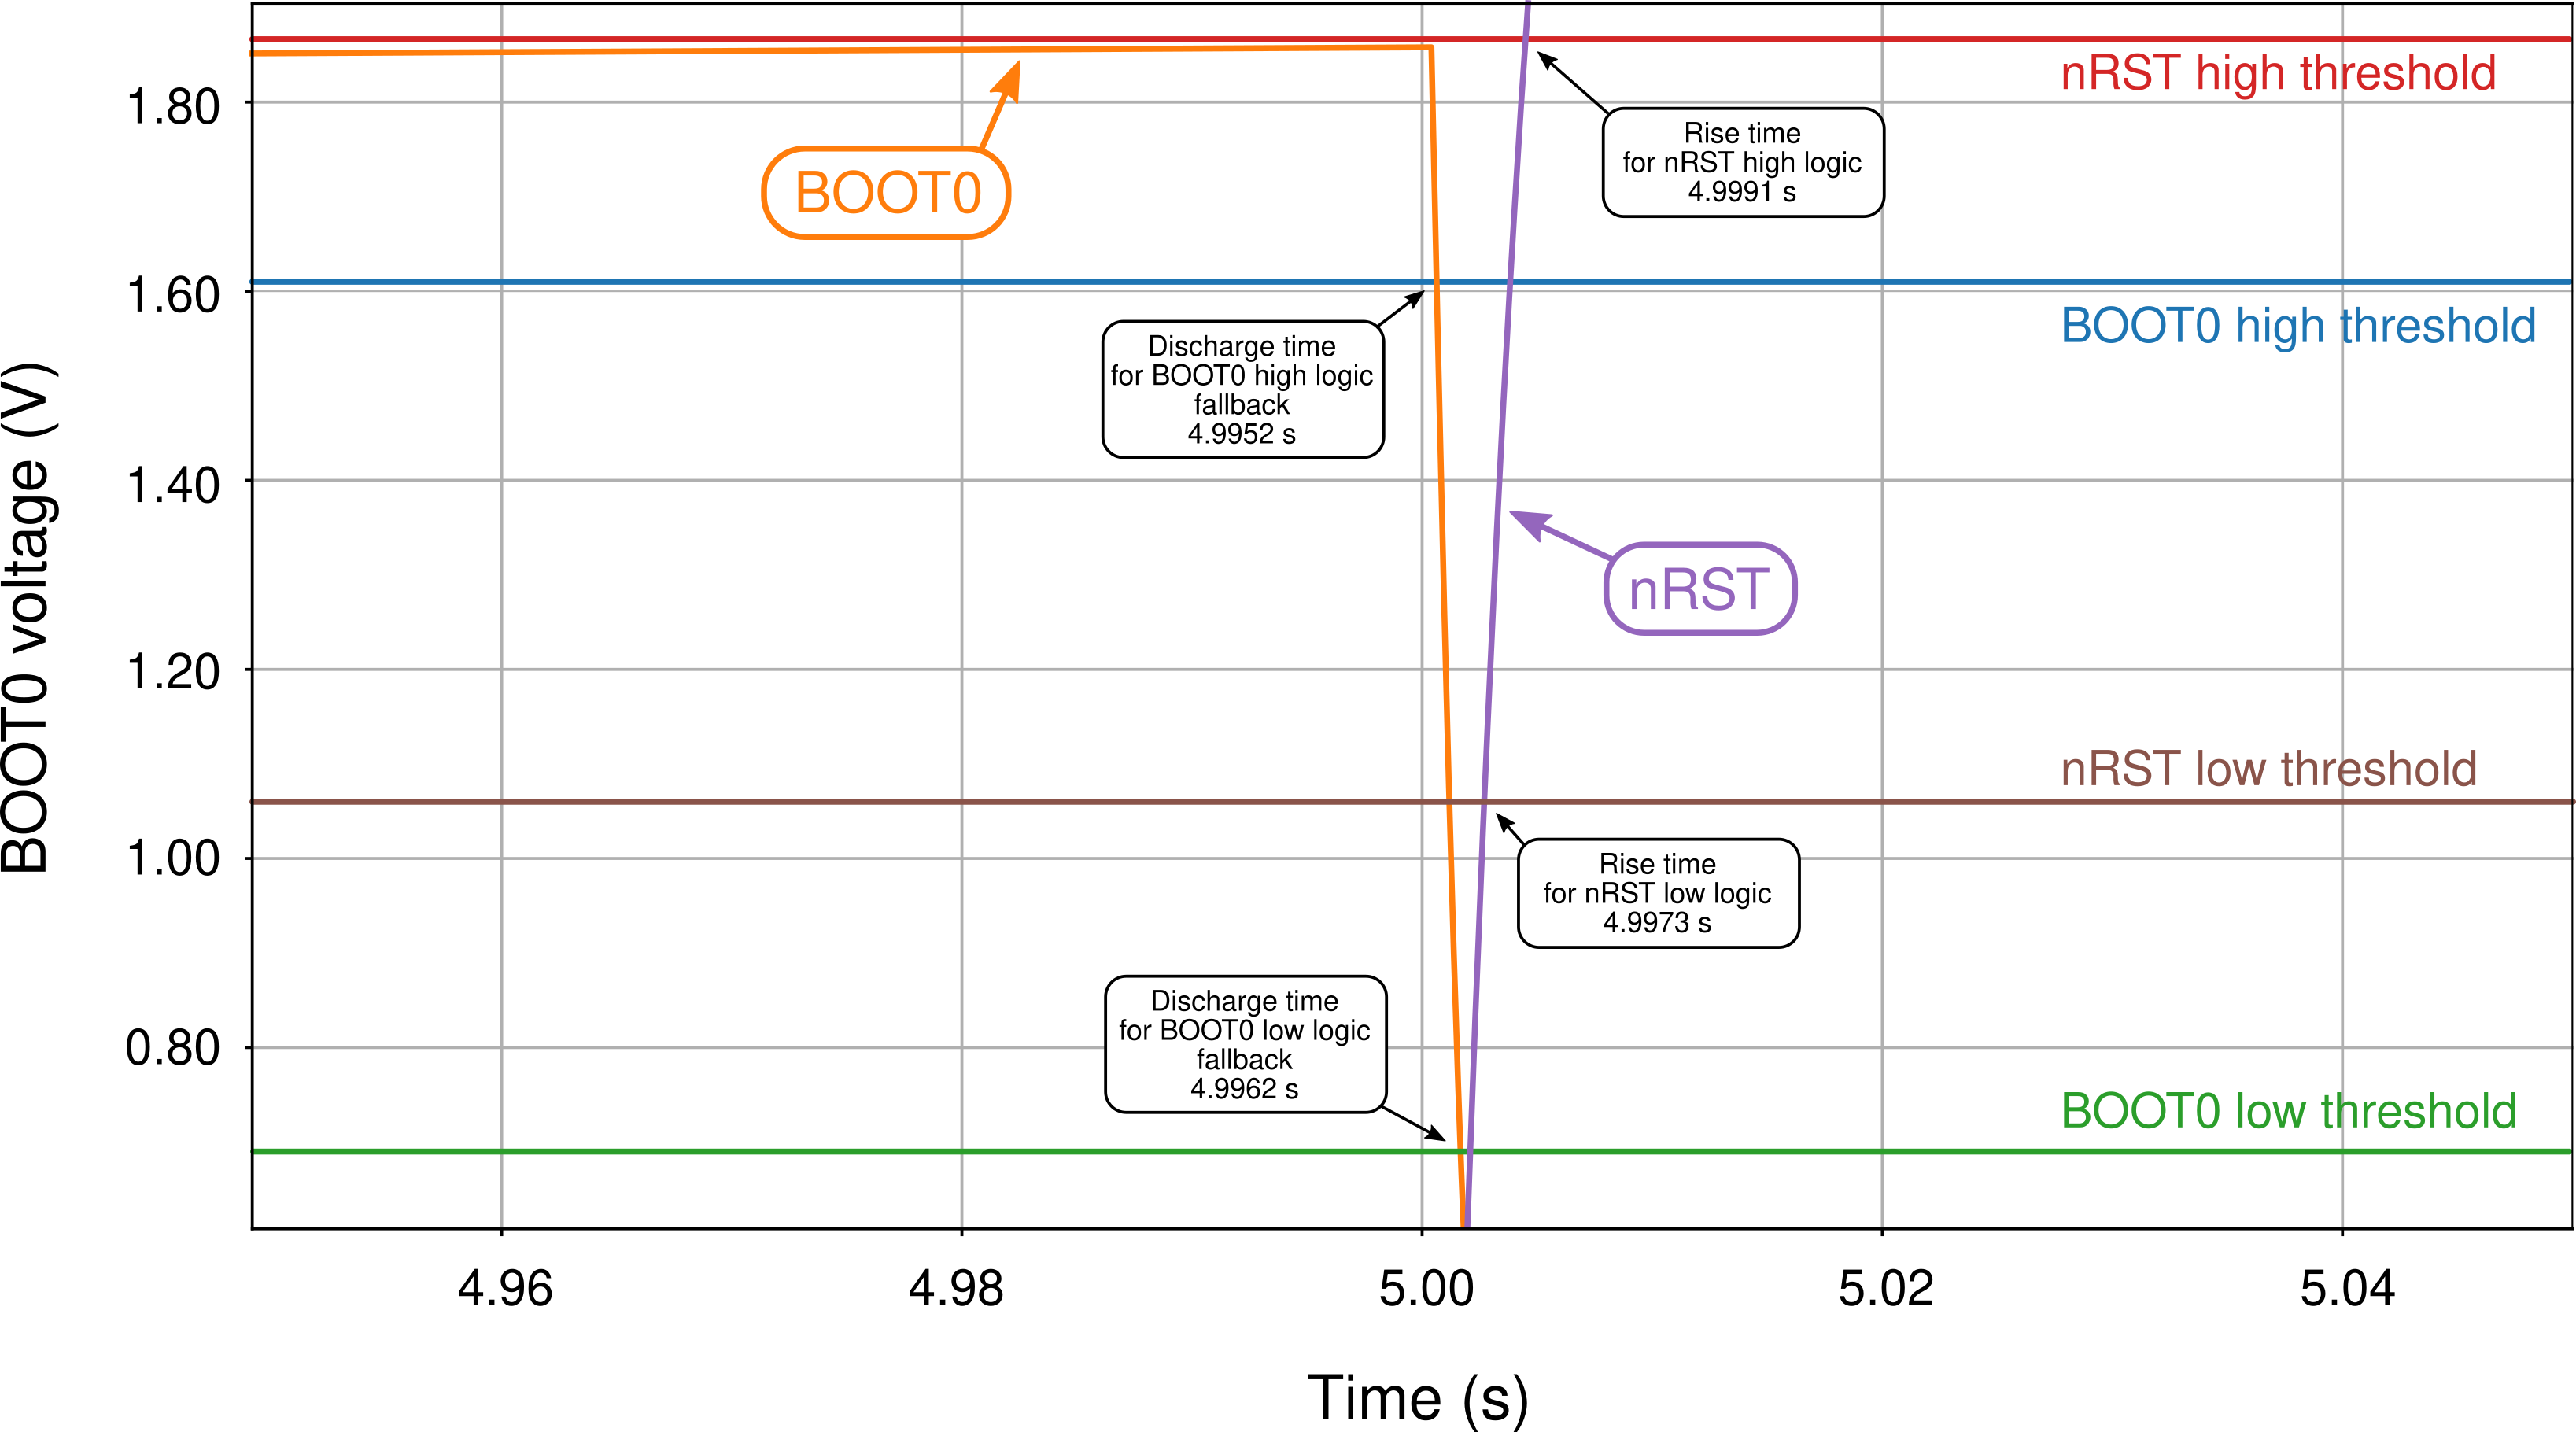 nRST high threshold
1.80
Rise time
for nRST high logic
4.9991 s
BOOT0
1.60
BOOT0 high threshold
Discharge time
for BOOT0 high logic
fallback
4.9952 s
1.40
nRST
1.20
BOOT0 voltage (V)
nRST low threshold
1.00
Rise time
for nRST low logic
4.9973 s
Discharge time
for BOOT0 low logic
fallback
4.9962 s
0.80
BOOT0 low threshold
4.96
4.98
5.00
5.02
5.04
Time (s)